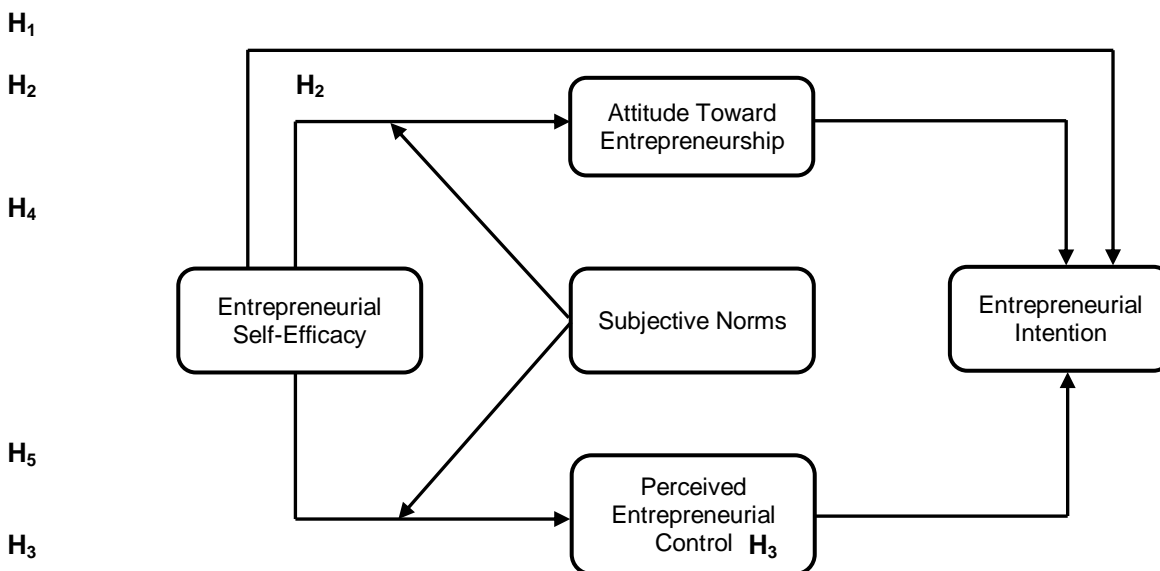 H₁
H₂
H₂
Attitude Toward
Entrepreneurship
H₄
Entrepreneurial
Self-Efficacy
Subjective Norms
Entrepreneurial
Intention
H₅
Perceived
Entrepreneurial
Control
H₃
H₃